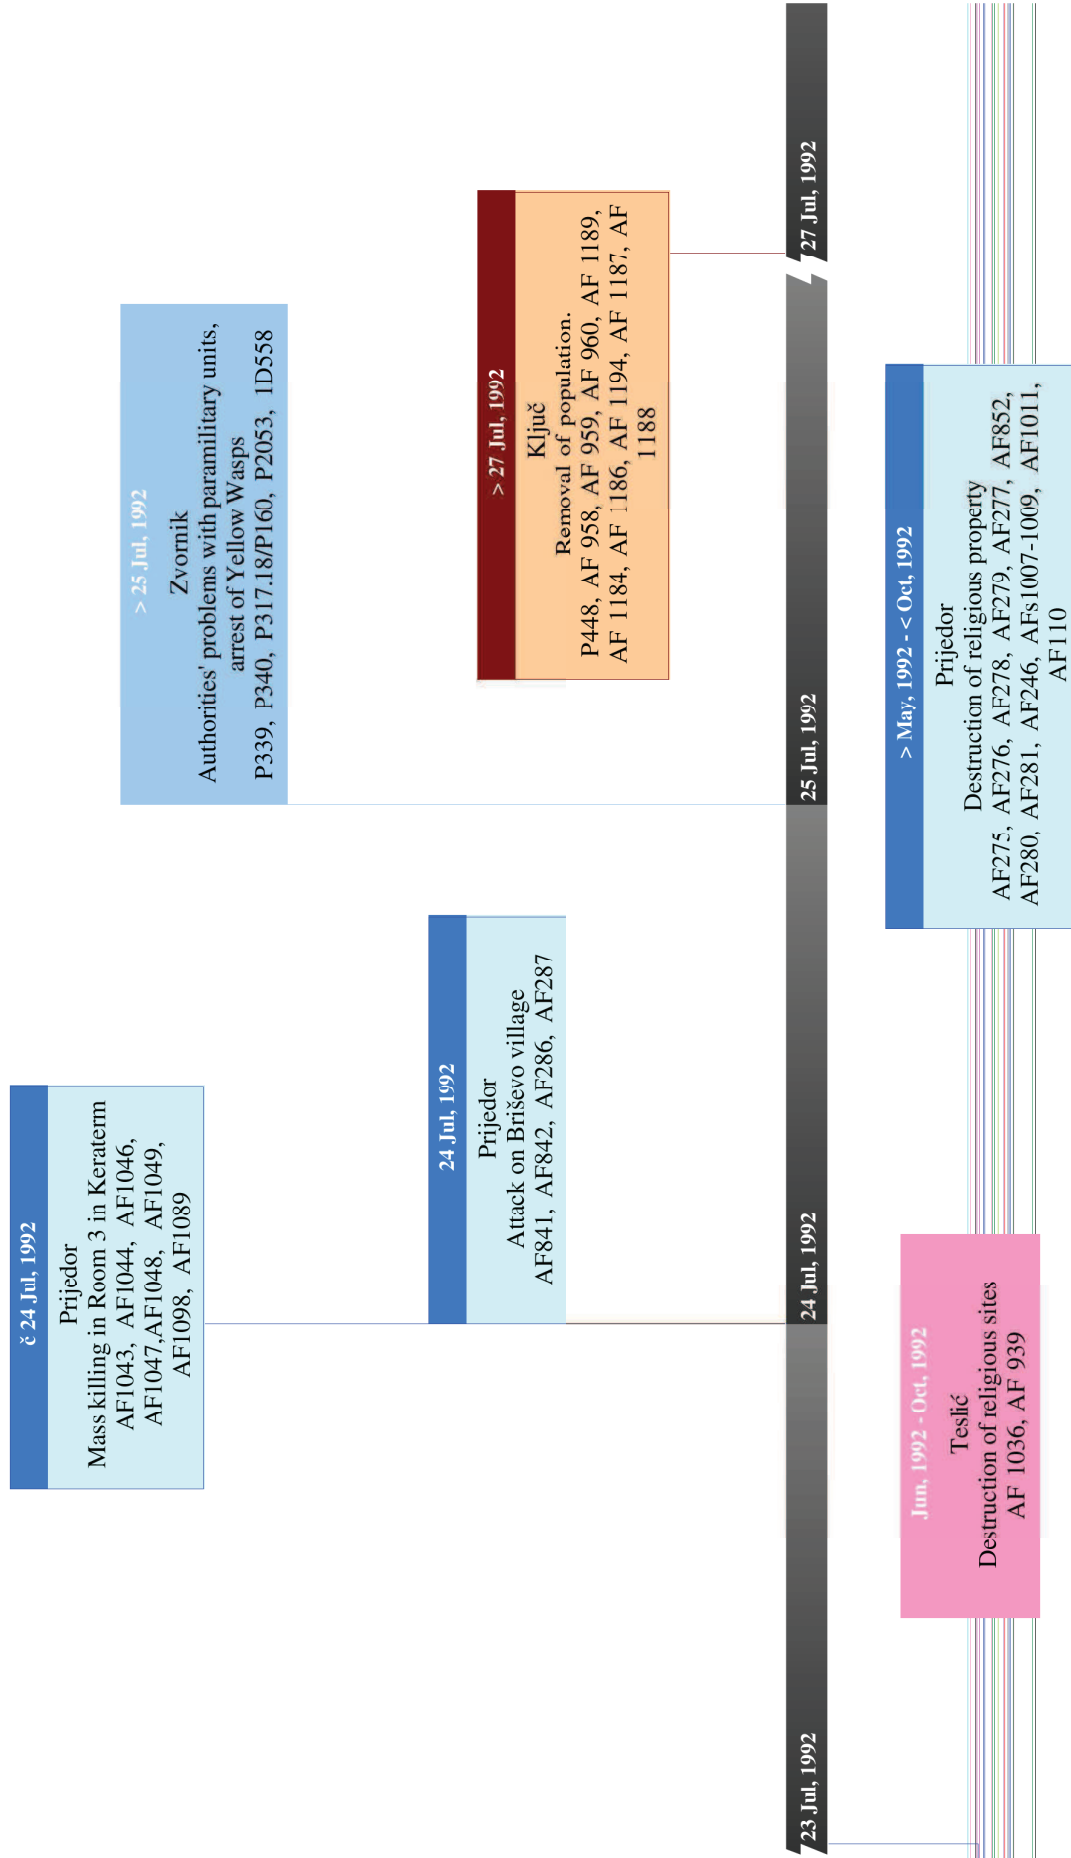 č 24 Jul, 1992
Prijedor
Mass killing in Room 3 in Keraterm
AF1043, AF1044, AF1046,
AF1047,AF1048, AF1049,
AF1098, AF1089
> 25 Jul, 1992
Zvornik
Authorities' problems with paramilitary units,
arrest of Yellow Wasps
P339, P340, P317.18/P160, P2053, 1D558
24 Jul, 1992
Prijedor
Attack on Briševo village
AF841, AF842, AF286, AF287
> 27 Jul, 1992
Ključ
Removal of population.
P448, AF 958, AF 959, AF 960, AF 1189,
AF 1184, AF 1186, AF 1194, AF 1187, AF
1188
23 Jul, 1992
24 Jul, 1992
25 Jul, 1992
27 Jul, 1992
Jun, 1992 - Oct, 1992
Teslić
Destruction of religious sites
AF 1036, AF 939
> May, 1992 - < Oct, 1992
Prijedor
Destruction of religious property
AF275, AF276, AF278, AF279, AF277, AF852,
AF280, AF281, AF246, AFs1007-1009, AF1011,
AF110